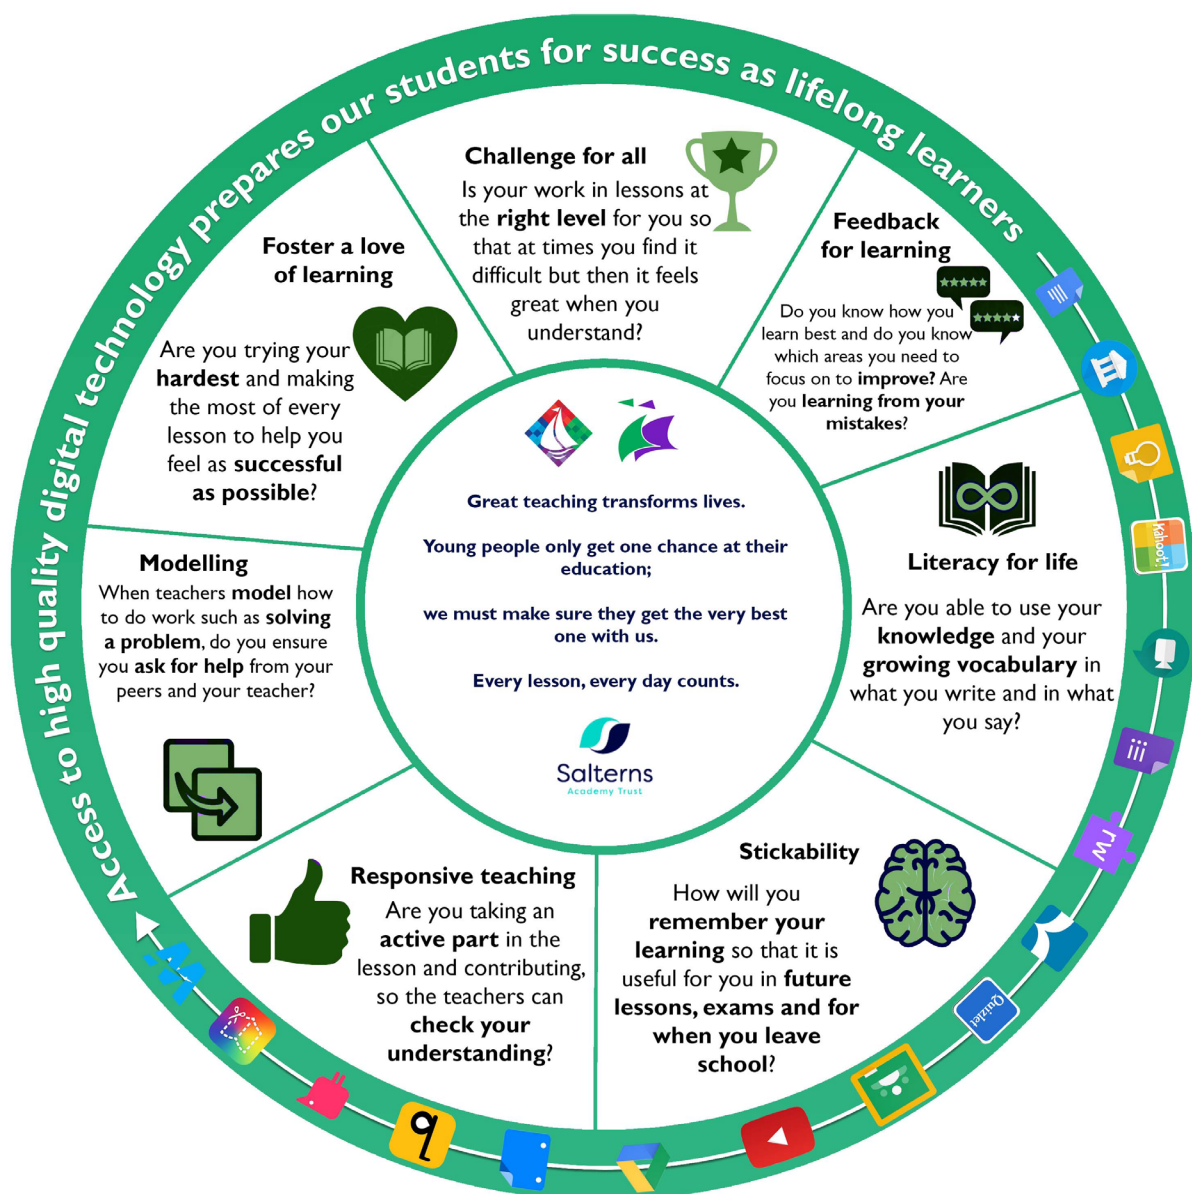 Access to high quality digital technology prepares our students for success as lifelong learners
Challenge for all
Is your work in lessons at
the right level for you so
that at times you find it
difficult but then it feels
great when you
understand?
Feedback
for learning
Do you know how you
learn best and do you know
which areas you need to
focus on to improve? Are
you learning from your
mistakes?
Literacy for life
Are you able to use your
knowledge and your
growing vocabulary in
what you write and in what
you say?
Stickability
How will you
remember your
learning so that it is
useful for you in future
lessons, exams and for
when you leave
school?
Responsive teaching
Are you taking an
active part in the
lesson and contributing,
so the teachers can
check your
understanding?
Modelling
When teachers model how
to do work such as solving
a problem, do you ensure
you ask for help from your
peers and your teacher?
Foster a love
of learning
Are you trying your
hardest and making
the most of every
lesson to help you
feel as successful
as possible?
Great teaching transforms lives.
Young people only get one chance at their
education;
we must make sure they get the very best
one with us.
Every lesson, every day counts.
Salterns
Academy Trust
Kahoot!
rw
Quizlet
q
W